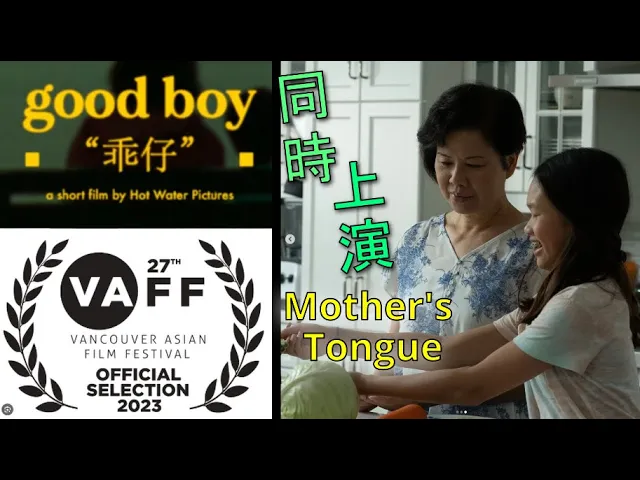 good boy
“乖仔”
a short film by Hot Water Pictures
27TH
VAFF
VANCOUVER ASIAN
FILM FESTIVAL
OFFICIAL
SELECTION
2023
同時
上演
Mother's
Tongue